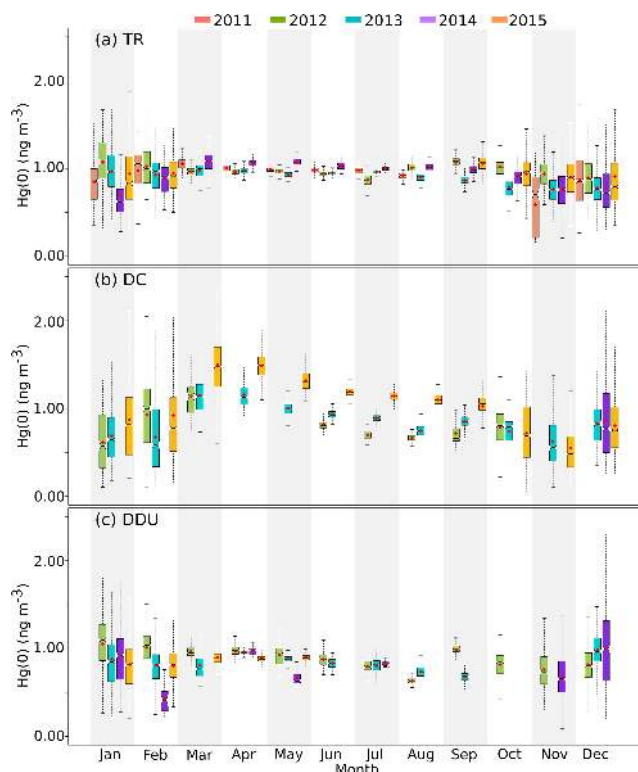 2011 2012 2013 2014 2015
(a) TR
Hg(0) (ng m⁻³)
2.00
1.00
0.00
(b) DC
Hg(0) (ng m⁻³)
2.00
1.00
0.00
(c) DDU
Hg(0) (ng m⁻³)
2.00
1.00
0.00
Jan Feb Mar Apr May Jun Jul Aug Sep Oct Nov Dec
Month